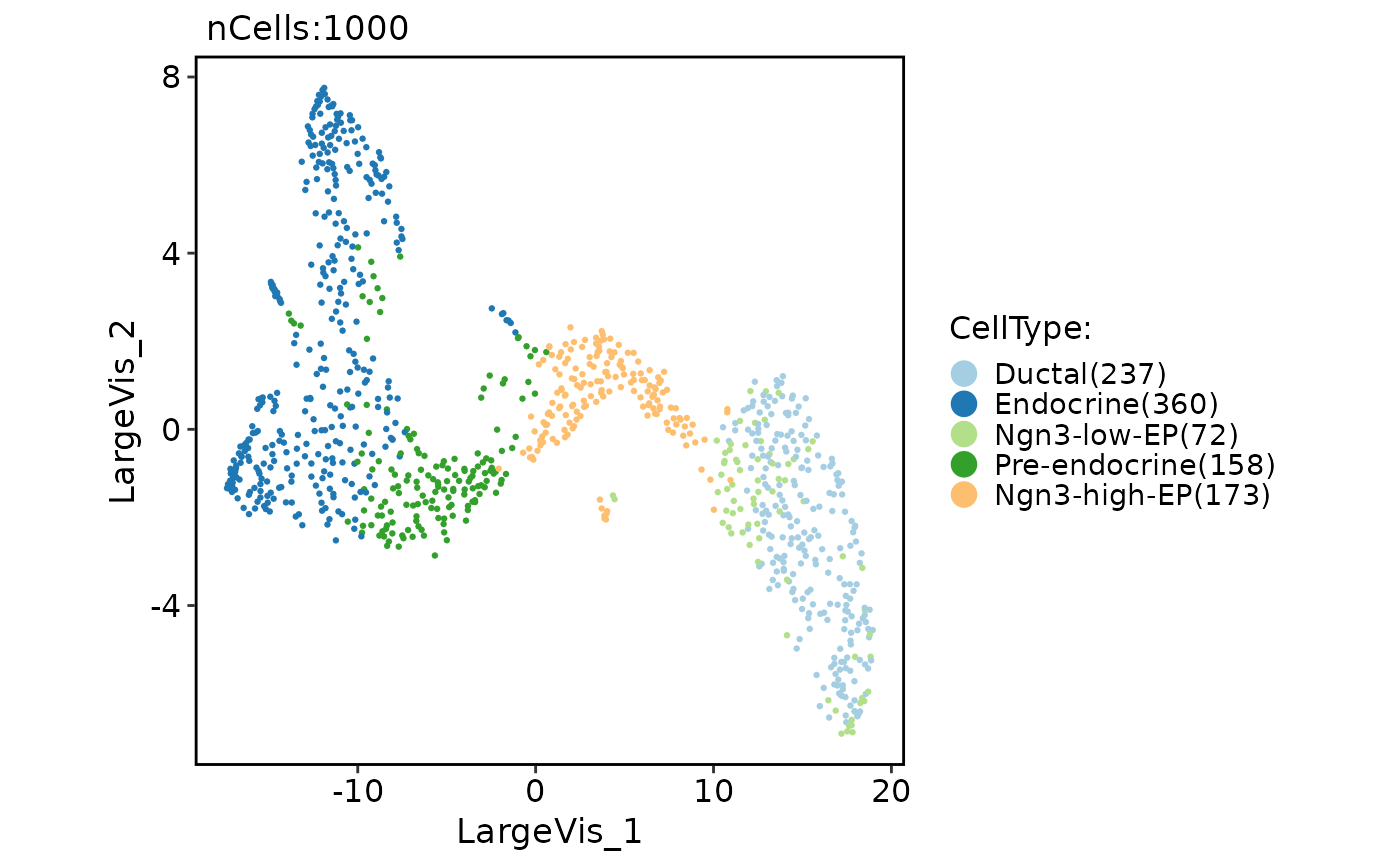 nCells:1000
8
4
0
-4
LargeVis_2
-10
0
10
20
LargeVis_1
CellType:
Ductal(237)
Endocrine(360)
Ngn3-low-EP(72)
Pre-endocrine(158)
Ngn3-high-EP(173)